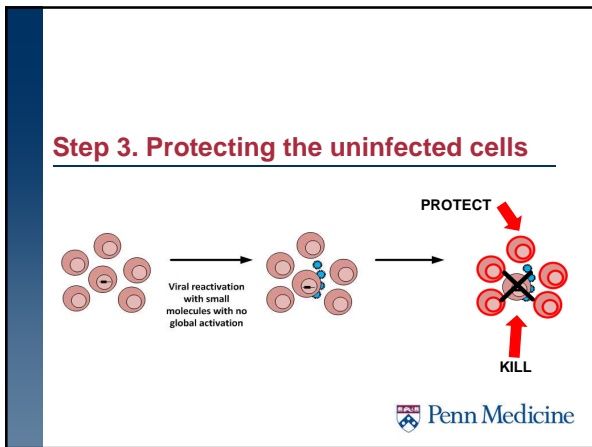 Step 3. Protecting the uninfected cells
PROTECT
Viral reactivation
with small
molecules with no
global activation
KILL
Penn Medicine